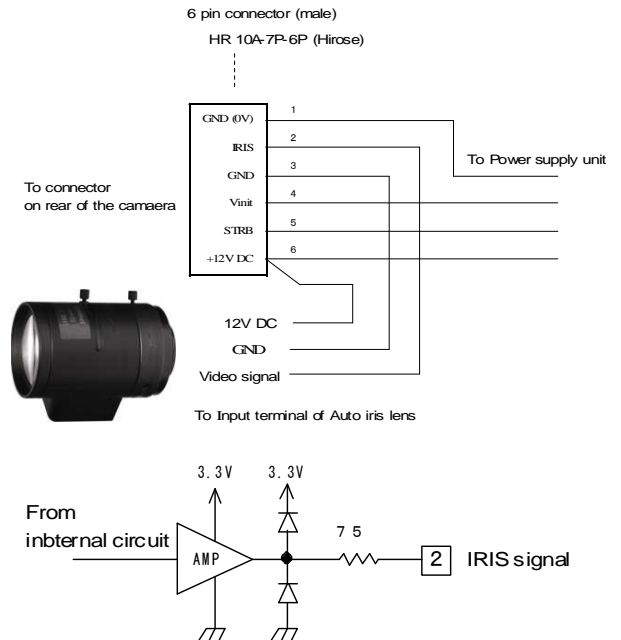 6 pin connector (male)
HR 10A-7P-6P (Hirose)
GND (0V) 1
IRIS 2
GND 3
Vinit 4
STRB 5
+12V DC 6
To Power supply unit
To connector
on rear of the camaera
12V DC
GND
Video signal
To Input terminal of Auto iris lens
3.3V 3.3V
From
inbternal circuit
AMP
75
2 IRIS signal